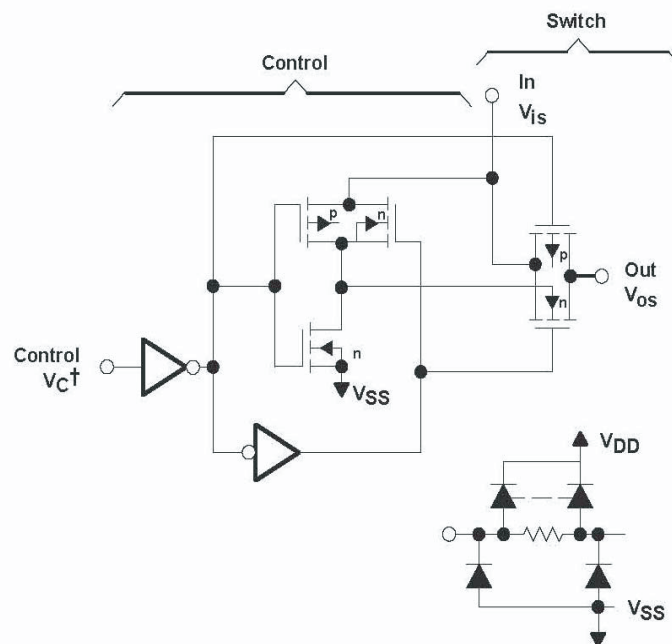 Switch
Control
In
Vis
p
n
p
n
Out
Vos
n
Control
VC†
VSS
VDD
VSS